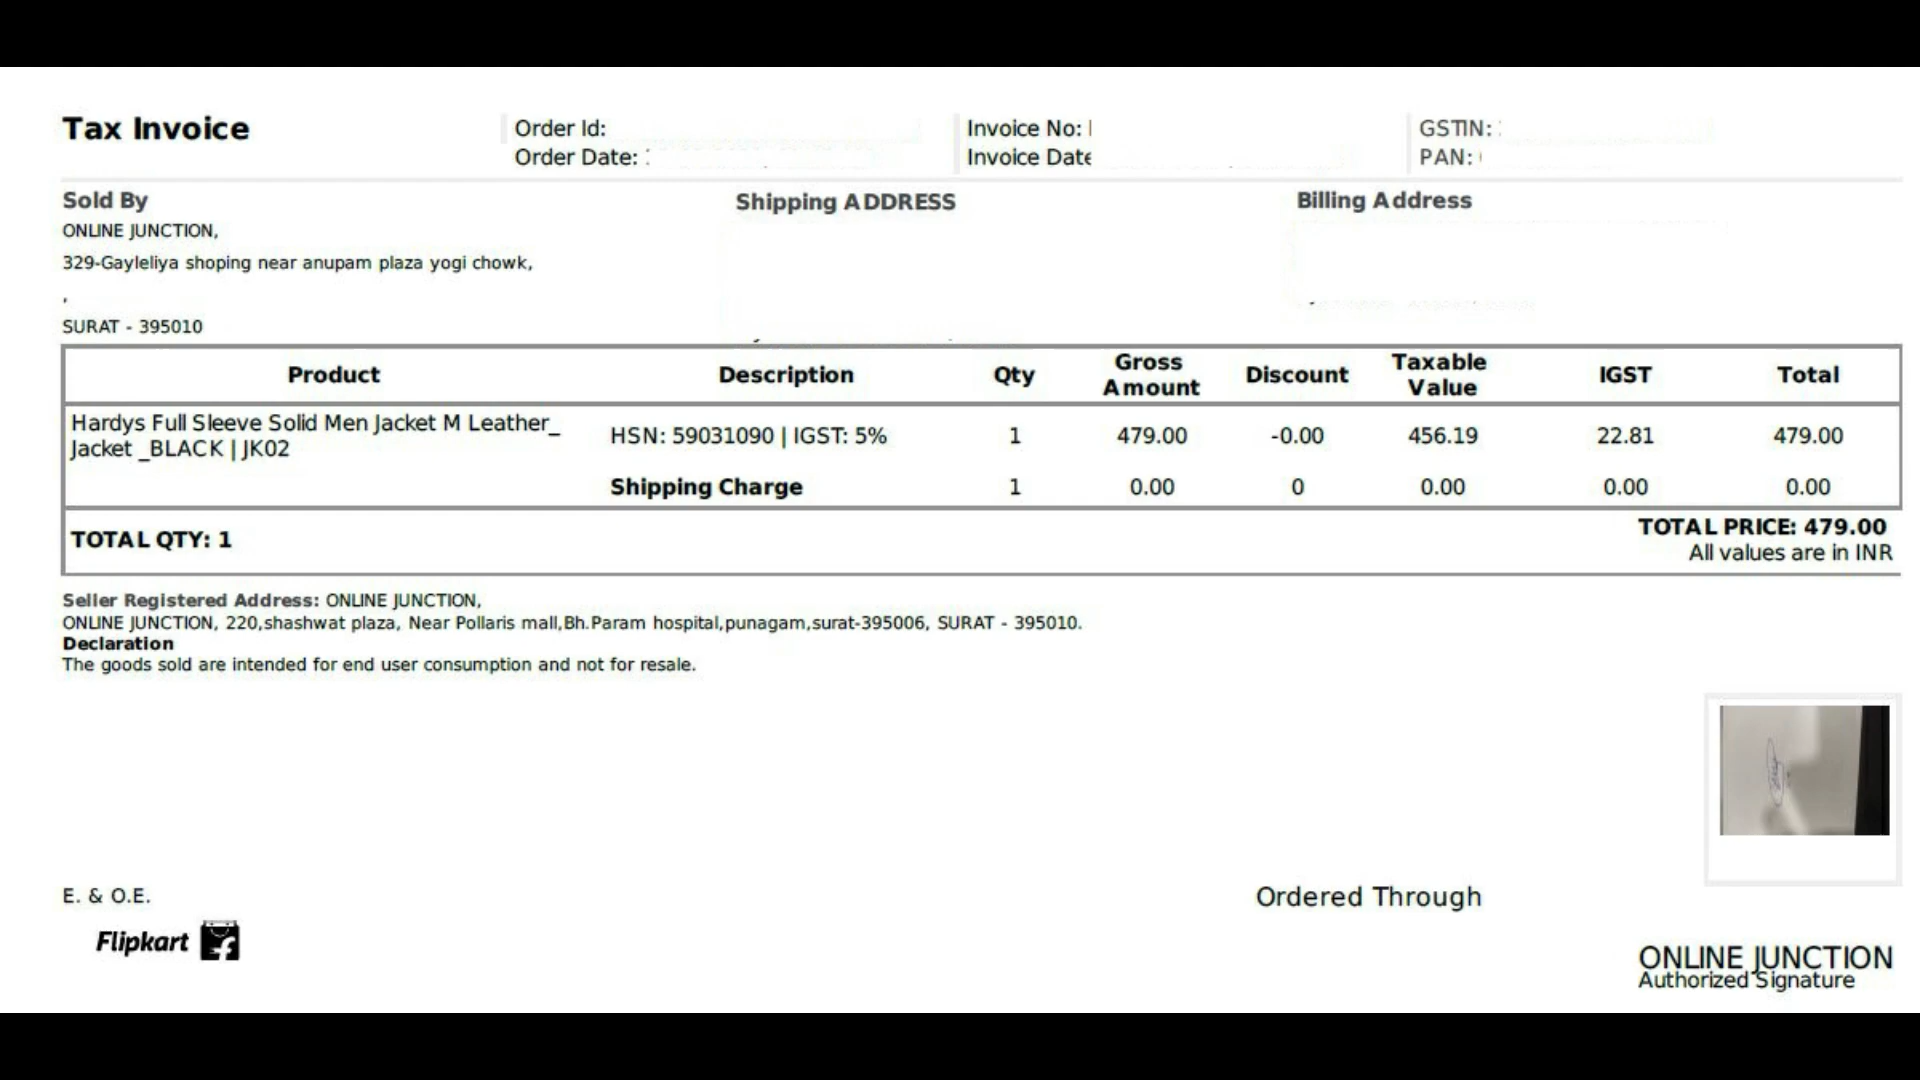 Tax Invoice
Order Id:
Order Date:
Invoice No:
Invoice Date
GSTIN:
PAN:
Sold By
ONLINE JUNCTION,
329-Gayleliya shoping near anupam plaza yogi chowk,
,
SURAT - 395010
Shipping ADDRESS
Billing Address
Product Description Qty Gross Amount Discount Taxable Value IGST Total
Hardys Full Sleeve Solid Men Jacket M Leather_
Jacket _BLACK | JK02
HSN: 59031090 | IGST: 5% 1 479.00 -0.00 456.19 22.81 479.00
Shipping Charge 1 0.00 0 0.00 0.00 0.00
TOTAL QTY: 1
TOTAL PRICE: 479.00
All values are in INR
Seller Registered Address: ONLINE JUNCTION,
ONLINE JUNCTION, 220,shashwat plaza, Near Pollaris mall,Bh.Param hospital,punagam,surat-395006, SURAT - 395010.
Declaration
The goods sold are intended for end user consumption and not for resale.
E. & O.E.
Ordered Through
Flipkart
ONLINE JUNCTION
Authorized Signature